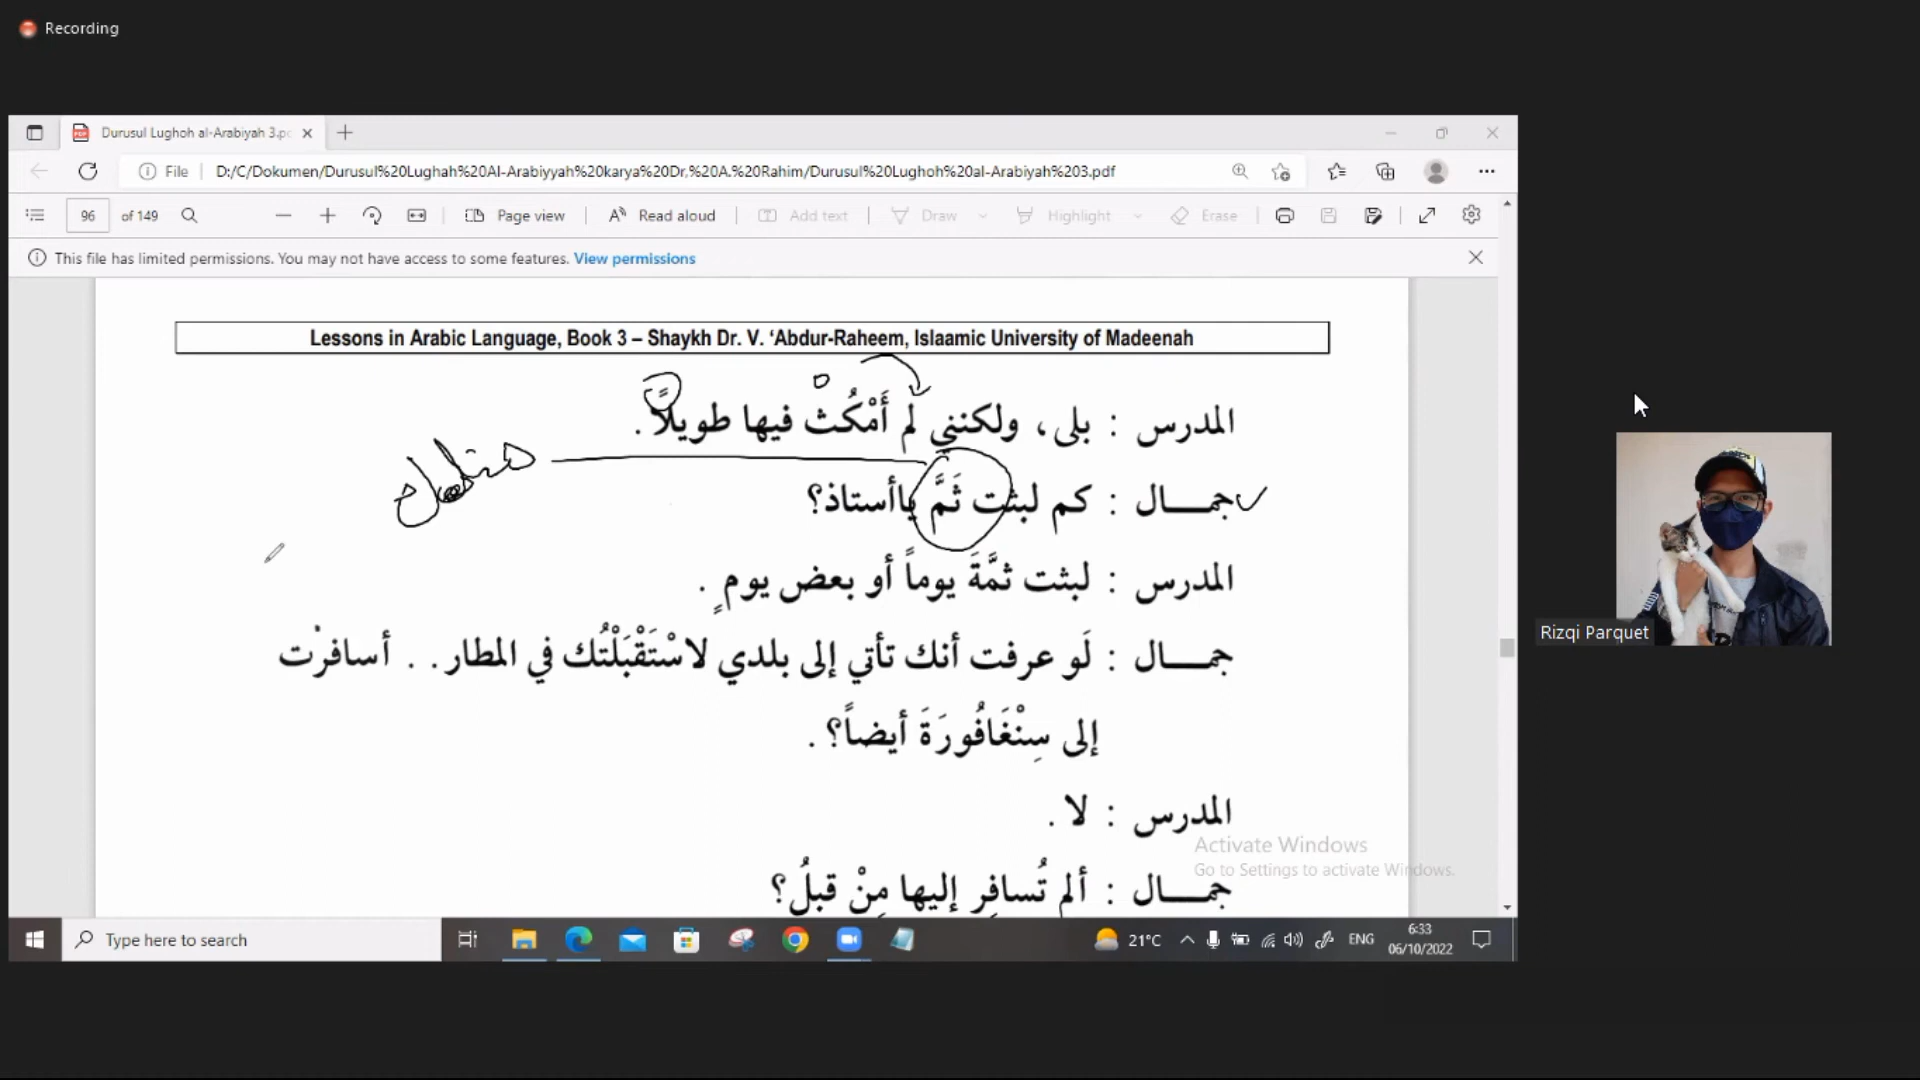 Recording
Durusul Lughoh al-Arabiyah 3.pd
File D:/C/Dokumen/Durusul%20Lughah%20Al-Arabiyyah%20karya%20Dr,%20A.%20Rahim/Durusul%20Lughoh%20al-Arabiyah%203.pdf
96 of 149 Page view Read aloud Add text Draw Highlight Erase
This file has limited permissions. You may not have access to some features. View permissions
Lessons in Arabic Language, Book 3 – Shaykh Dr. V. ‘Abdur-Raheem, Islaamic University of Madeenah
المدرس : بلى، ولكنني لم أَمْكُثْ فيها طويلاً .
جمـــال : كم لبثت ثَمَّ ياأستاذ؟
المدرس : لبثت ثمَّةَ يوماً أو بعض يومٍ .
جمـــال : لَو عرفت أنك تأتي إلى بلدي لاسْتَقْبَلْتُك في المطار . . أسافرْت
إلى سِنْغَافُورَةَ أيضاً؟ .
المدرس : لا .
جمـــال : ألم تُسافِر إليها مِنْ قبلُ؟
Activate Windows
Go to Settings to activate Windows.
Rizqi Parquet
Type here to search
21°C ENG 6:33
06/10/2022